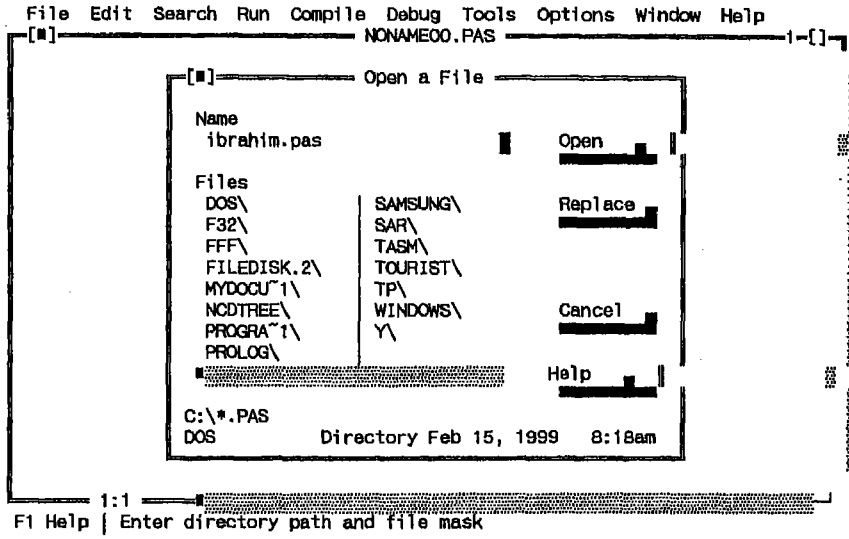 File Edit Search Run Compile Debug Tools Options Window Help
[■] NONAME00.PAS 1-[]
[■] Open a File
Name
ibrahim.pas
Open
Files
DOS\ SAMSUNG\
Replace
F32\ SAR\
FFF\ TASM\
FILEDISK.2\ TOURIST\
MYDOCU~1\ TP\
NCDTREE\ WINDOWS\
Cancel
PROGRA~1\ Y\
PROLOG\
Help
C:\*.PAS
DOS Directory Feb 15, 1999 8:18am
1:1
F1 Help | Enter directory path and file mask